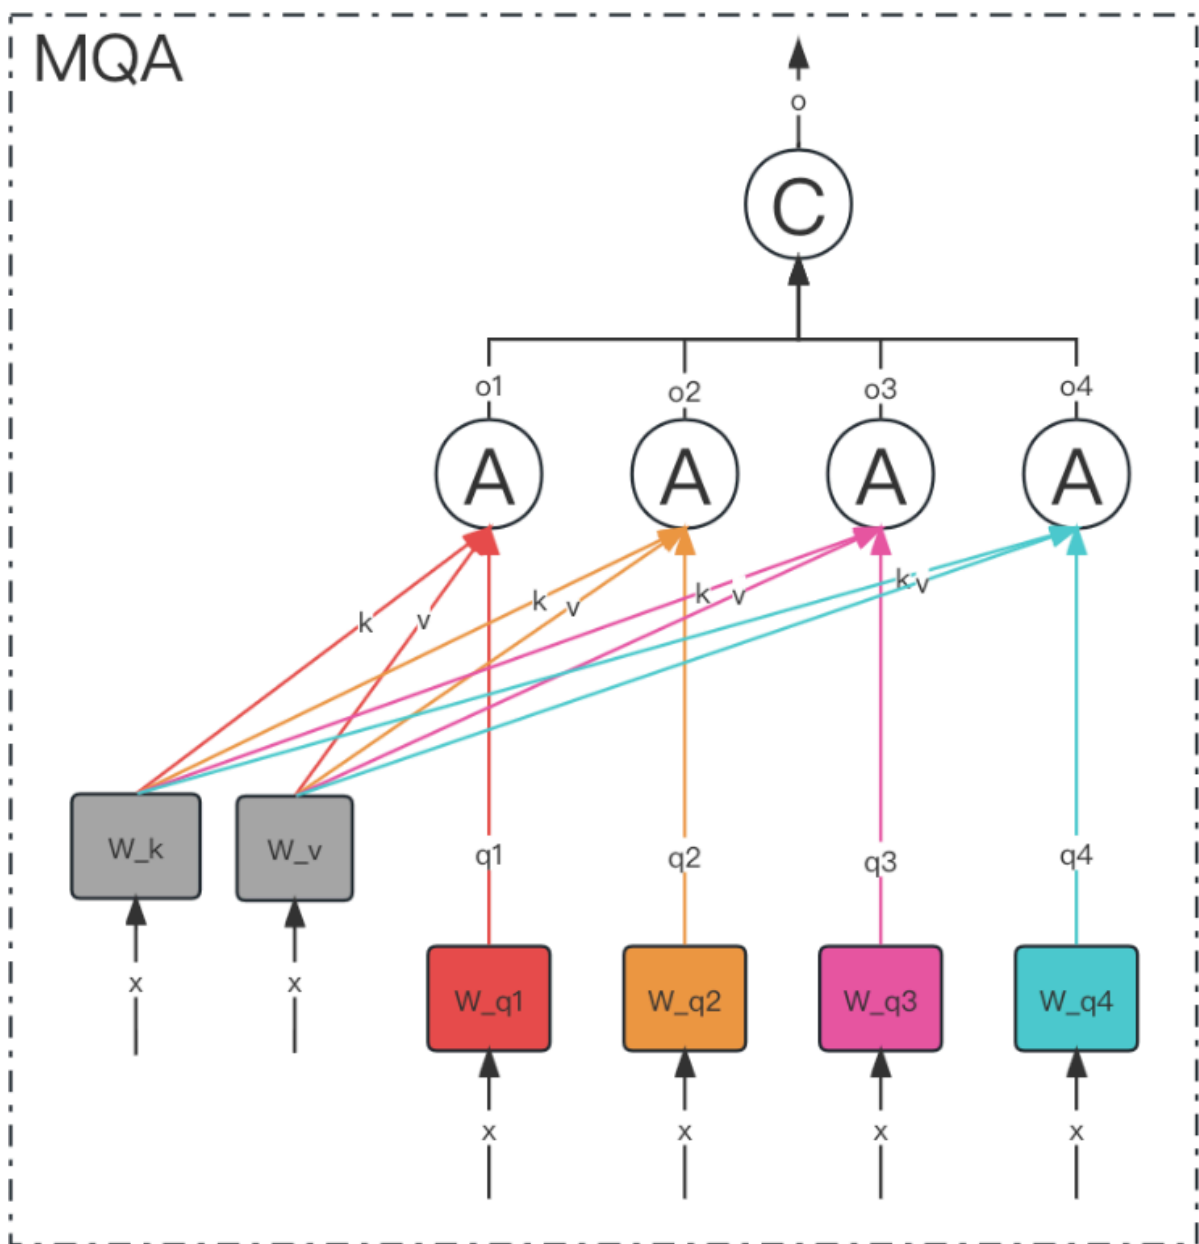 MQA
o
C
o1 o2 o3 o4
A A A A
k v k v k v k v
W_k W_v
q1 q2 q3 q4
x x
W_q1 W_q2 W_q3 W_q4
x x x x